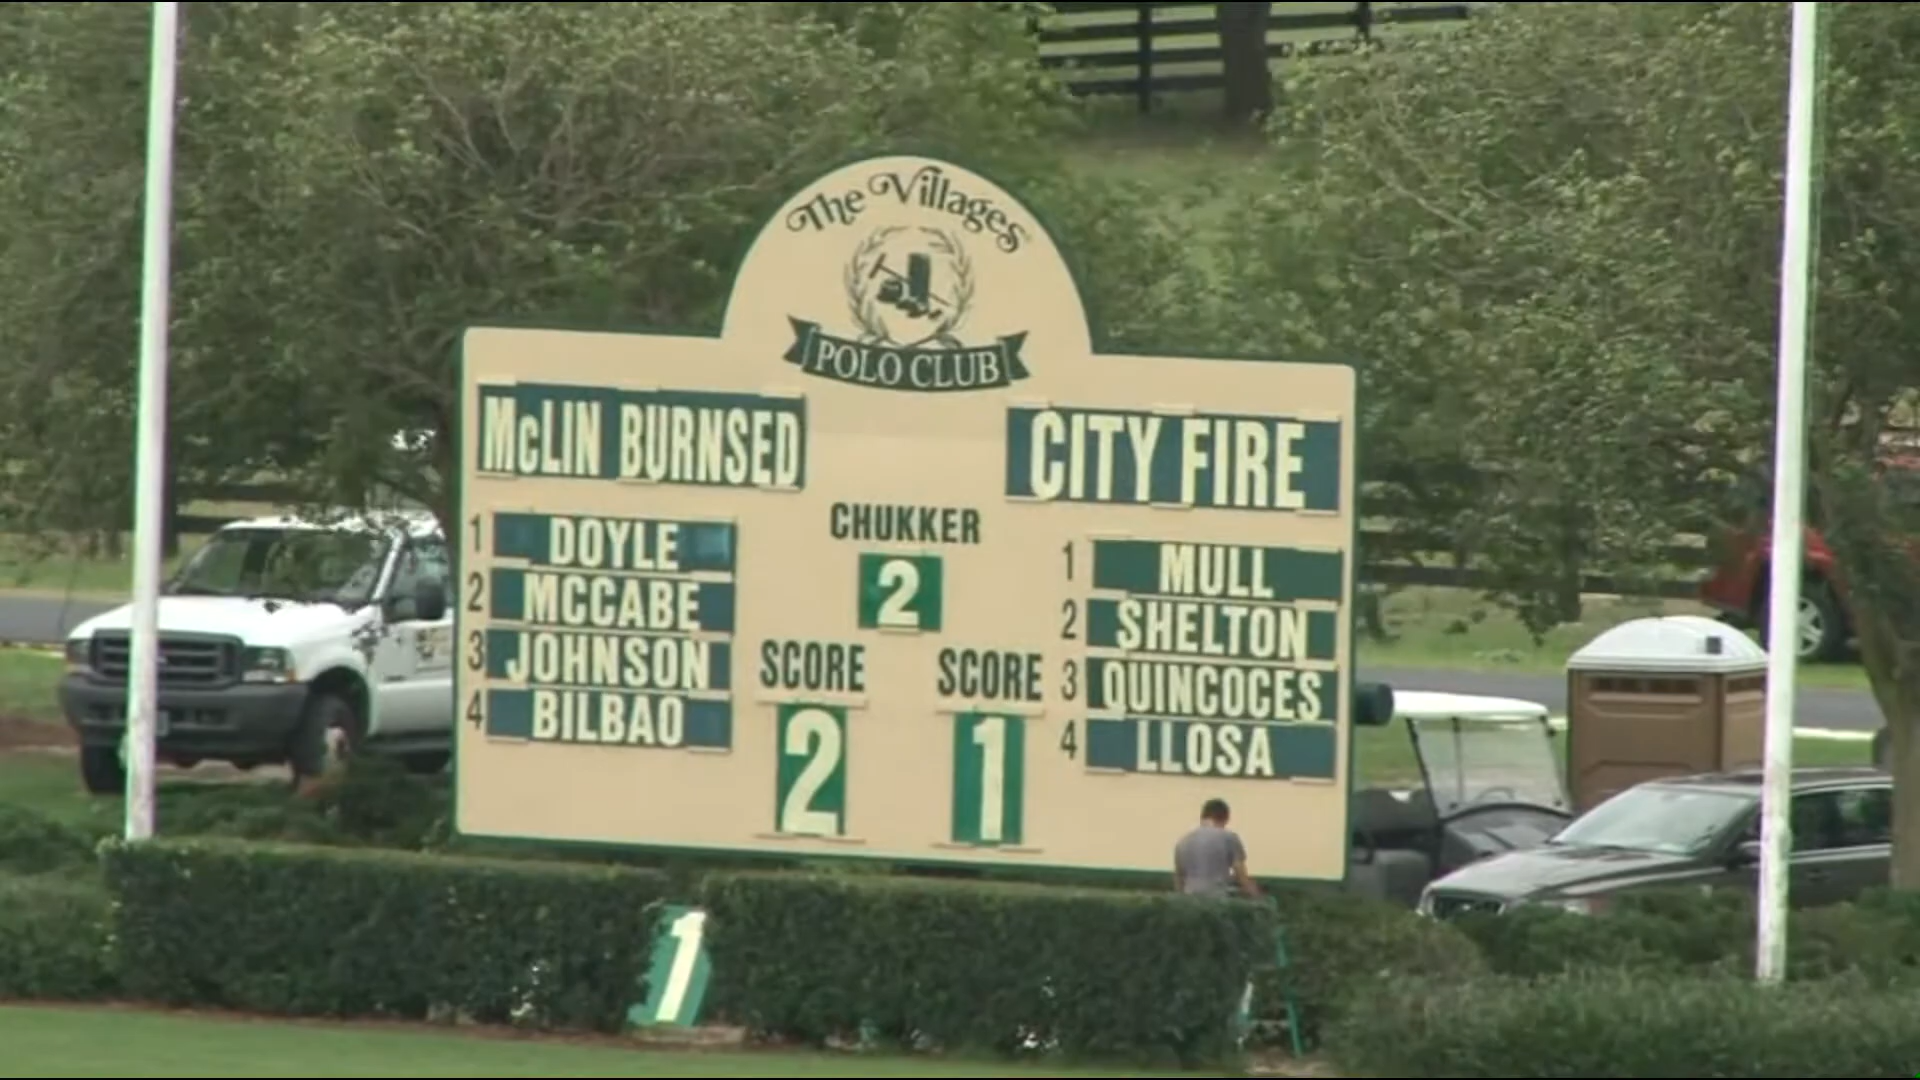 The Villages
POLO CLUB
McLIN BURNSED
CITY FIRE
CHUKKER
2
1 DOYLE
2 MCCABE
3 JOHNSON
4 BILBAO
1 MULL
2 SHELTON
3 QUINCOCES
4 LLOSA
SCORE
2
SCORE
1
1